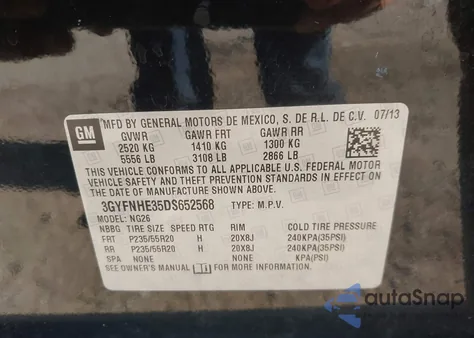 GM
MFD BY GENERAL MOTORS DE MEXICO, S. DE R.L. DE C.V. 07/13
GVWR GAWR FRT GAWR RR
2520 KG 1410 KG 1300 KG
5556 LB 3108 LB 2866 LB
THIS VEHICLE CONFORMS TO ALL APPLICABLE U.S. FEDERAL MOTOR
VEHICLE SAFETY, BUMPER, AND THEFT PREVENTION STANDARDS IN
EFFECT ON THE DATE OF MANUFACTURE SHOWN ABOVE.
3GYFNHE35DS652568 TYPE: M.P.V.
MODEL: NG26
NBBG TIRE SIZE SPEED RTG RIM COLD TIRE PRESSURE
FRT P235/55R20 H 20X8J 240KPA(35PSI)
RR P235/55R20 H 20X8J 240KPA(35PSI)
SPA NONE NONE KPA(PSI)
SEE OWNER'S MANUAL FOR MORE INFORMATION.
autaSnap